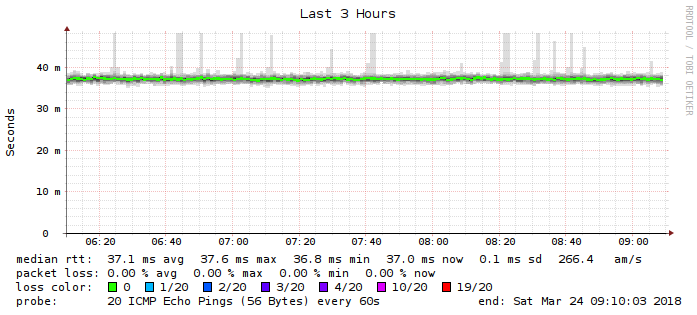 Last 3 Hours
RRDTOOL / TOBI OETIKER
Seconds
40 m
30 m
20 m
10 m
0
06:20 06:40 07:00 07:20 07:40 08:00 08:20 08:40 09:00
median rtt: 37.1 ms avg 37.6 ms max 36.8 ms min 37.0 ms now 0.1 ms sd 266.4 am/s
packet loss: 0.00 % avg 0.00 % max 0.00 % min 0.00 % now
loss color: 0 1/20 2/20 3/20 4/20 10/20 19/20
probe: 20 ICMP Echo Pings (56 Bytes) every 60s end: Sat Mar 24 09:10:03 2018